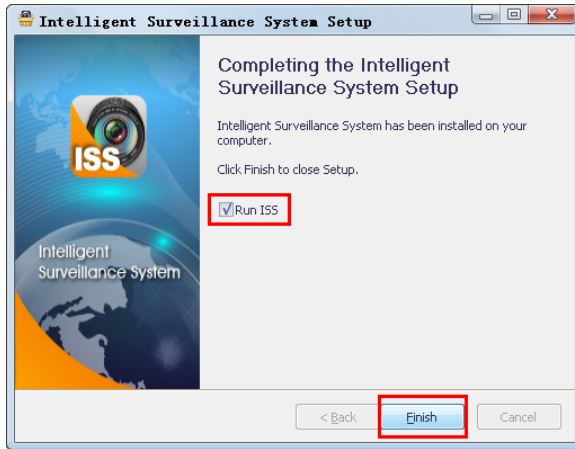 Intelligent Surveillance System Setup
Completing the Intelligent
Surveillance System Setup
Intelligent Surveillance System has been installed on your
computer.
Click Finish to close Setup.
Run ISS
ISS
Intelligent
Surveillance System
< Back
Finish
Cancel